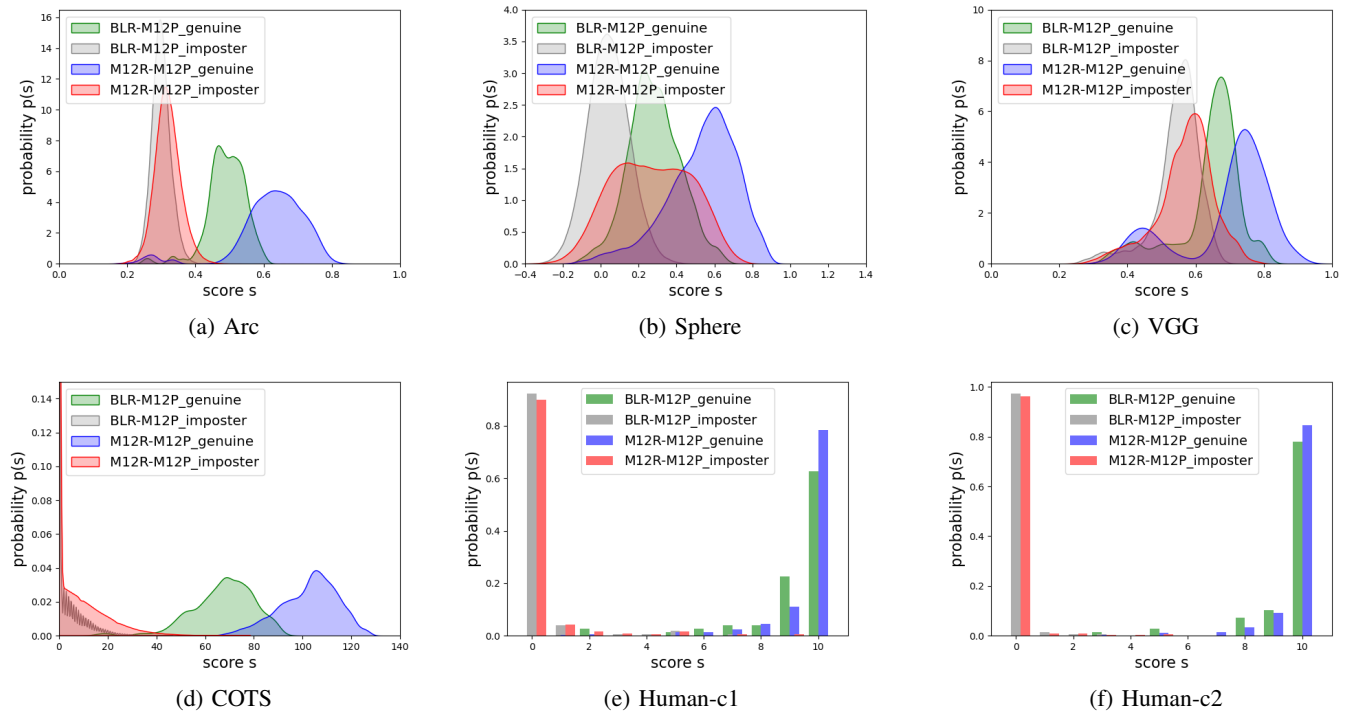 BLR-M12P_genuine
BLR-M12P_imposter
M12R-M12P_genuine
M12R-M12P_imposter
probability p(s)
16
14
12
10
8
6
4
2
0
0.0 0.2 0.4 0.6 0.8 1.0
score s
(a) Arc
BLR-M12P_genuine
BLR-M12P_imposter
M12R-M12P_genuine
M12R-M12P_imposter
probability p(s)
4.0
3.5
3.0
2.5
2.0
1.5
1.0
0.5
0.0
−0.4 −0.2 0.0 0.2 0.4 0.6 0.8 1.0 1.2 1.4
score s
(b) Sphere
BLR-M12P_genuine
BLR-M12P_imposter
M12R-M12P_genuine
M12R-M12P_imposter
probability p(s)
10
8
6
4
2
0
0.0 0.2 0.4 0.6 0.8 1.0
score s
(c) VGG
BLR-M12P_genuine
BLR-M12P_imposter
M12R-M12P_genuine
M12R-M12P_imposter
probability p(s)
0.14
0.12
0.10
0.08
0.06
0.04
0.02
0.00
0 20 40 60 80 100 120 140
score s
(d) COTS
BLR-M12P_genuine
BLR-M12P_imposter
M12R-M12P_genuine
M12R-M12P_imposter
probability p(s)
0.8
0.6
0.4
0.2
0.0
0 2 4 6 8 10
score s
(e) Human-c1
BLR-M12P_genuine
BLR-M12P_imposter
M12R-M12P_genuine
M12R-M12P_imposter
probability p(s)
1.0
0.8
0.6
0.4
0.2
0.0
0 2 4 6 8 10
score s
(f) Human-c2